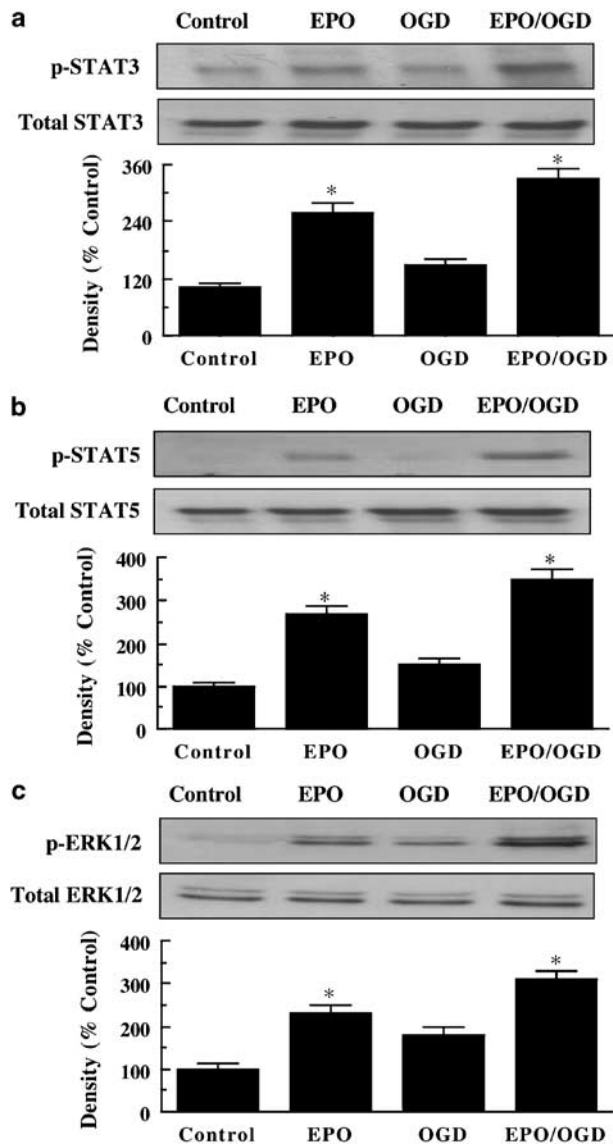 a
Control EPO OGD EPO/OGD
p-STAT3
Total STAT3
Density (% Control)
360
240
120
0
*
*
Control EPO OGD EPO/OGD
b
Control EPO OGD EPO/OGD
p-STAT5
Total STAT5
Density (% Control)
400
300
200
100
0
*
*
Control EPO OGD EPO/OGD
c
Control EPO OGD EPO/OGD
p-ERK1/2
Total ERK1/2
Density (% Control)
400
300
200
100
0
*
*
Control EPO OGD EPO/OGD